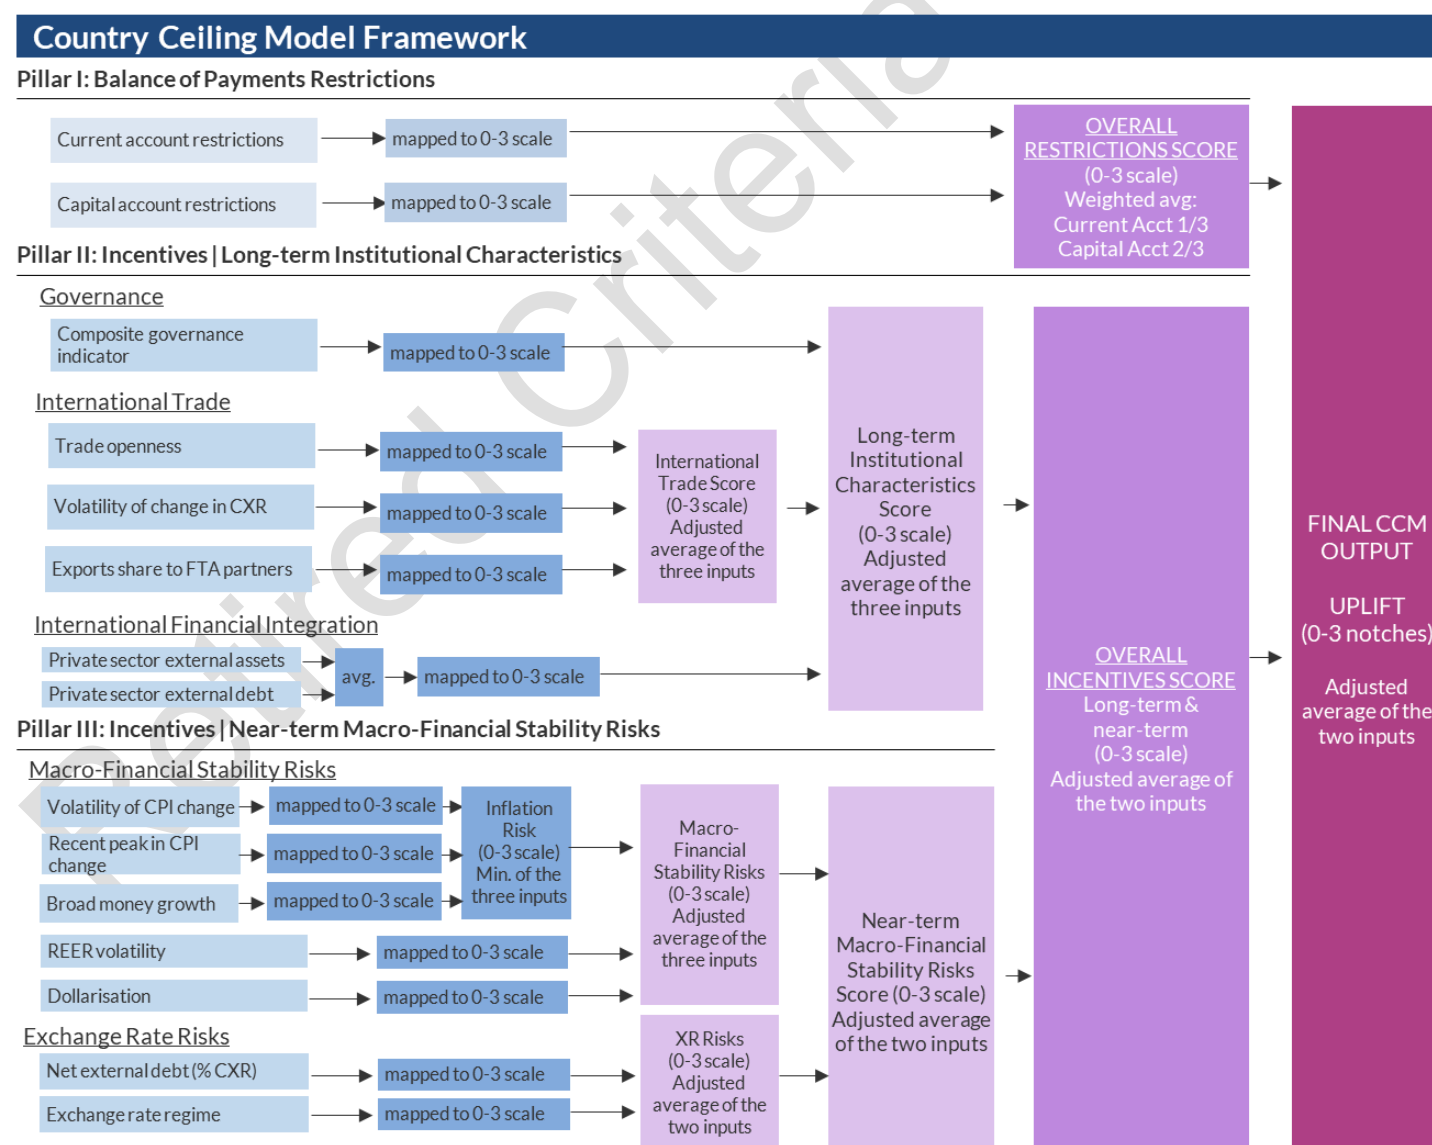 Country Ceiling Model Framework
Pillar I: Balance of Payments Restrictions
Current account restrictions
mapped to 0-3 scale
Capital account restrictions
mapped to 0-3 scale
OVERALL
RESTRICTIONS SCORE
(0-3 scale)
Weighted avg:
Current Acct 1/3
Capital Acct 2/3
Pillar II: Incentives | Long-term Institutional Characteristics
Governance
Composite governance
indicator
mapped to 0-3 scale
International Trade
Trade openness
mapped to 0-3 scale
Volatility of change in CXR
mapped to 0-3 scale
Exports share to FTA partners
mapped to 0-3 scale
International
Trade Score
(0-3 scale)
Adjusted
average of the
three inputs
International Financial Integration
Private sector external assets
Private sector external debt
avg.
mapped to 0-3 scale
Long-term
Institutional
Characteristics
Score
(0-3 scale)
Adjusted
average of the
three inputs
Pillar III: Incentives | Near-term Macro-Financial Stability Risks
Macro-Financial Stability Risks
Volatility of CPI change
mapped to 0-3 scale
Recent peak in CPI
change
mapped to 0-3 scale
Broad money growth
mapped to 0-3 scale
Inflation
Risk
(0-3 scale)
Min. of the
three inputs
REER volatility
mapped to 0-3 scale
Dollarisation
mapped to 0-3 scale
Macro-
Financial
Stability Risks
(0-3 scale)
Adjusted
average of the
three inputs
Exchange Rate Risks
Net external debt (% CXR)
mapped to 0-3 scale
Exchange rate regime
mapped to 0-3 scale
XR Risks
(0-3 scale)
Adjusted
average of the
two inputs
Near-term
Macro-Financial
Stability Risks
Score (0-3 scale)
Adjusted average
of the two inputs
OVERALL
INCENTIVES SCORE
Long-term &
near-term
(0-3 scale)
Adjusted average of
the two inputs
FINAL CCM
OUTPUT
UPLIFT
(0-3 notches)
Adjusted
average of the
two inputs
Retired Criteria